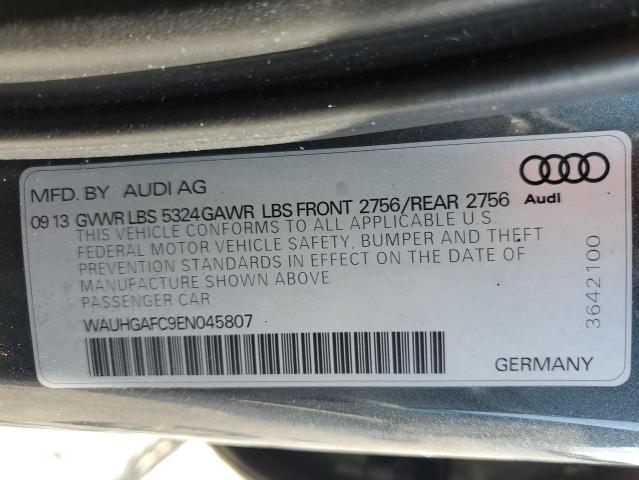 MFD. BY AUDI AG
09 13 GVWR LBS 5324 GAWR LBS FRONT 2756/REAR 2756
THIS VEHICLE CONFORMS TO ALL APPLICABLE U S.
FEDERAL MOTOR VEHICLE SAFETY, BUMPER AND THEFT
PREVENTION STANDARDS IN EFFECT ON THE DATE OF
MANUFACTURE SHOWN ABOVE
PASSENGER CAR
WAUHGAFC9EN045807
Audi
3642100
GERMANY